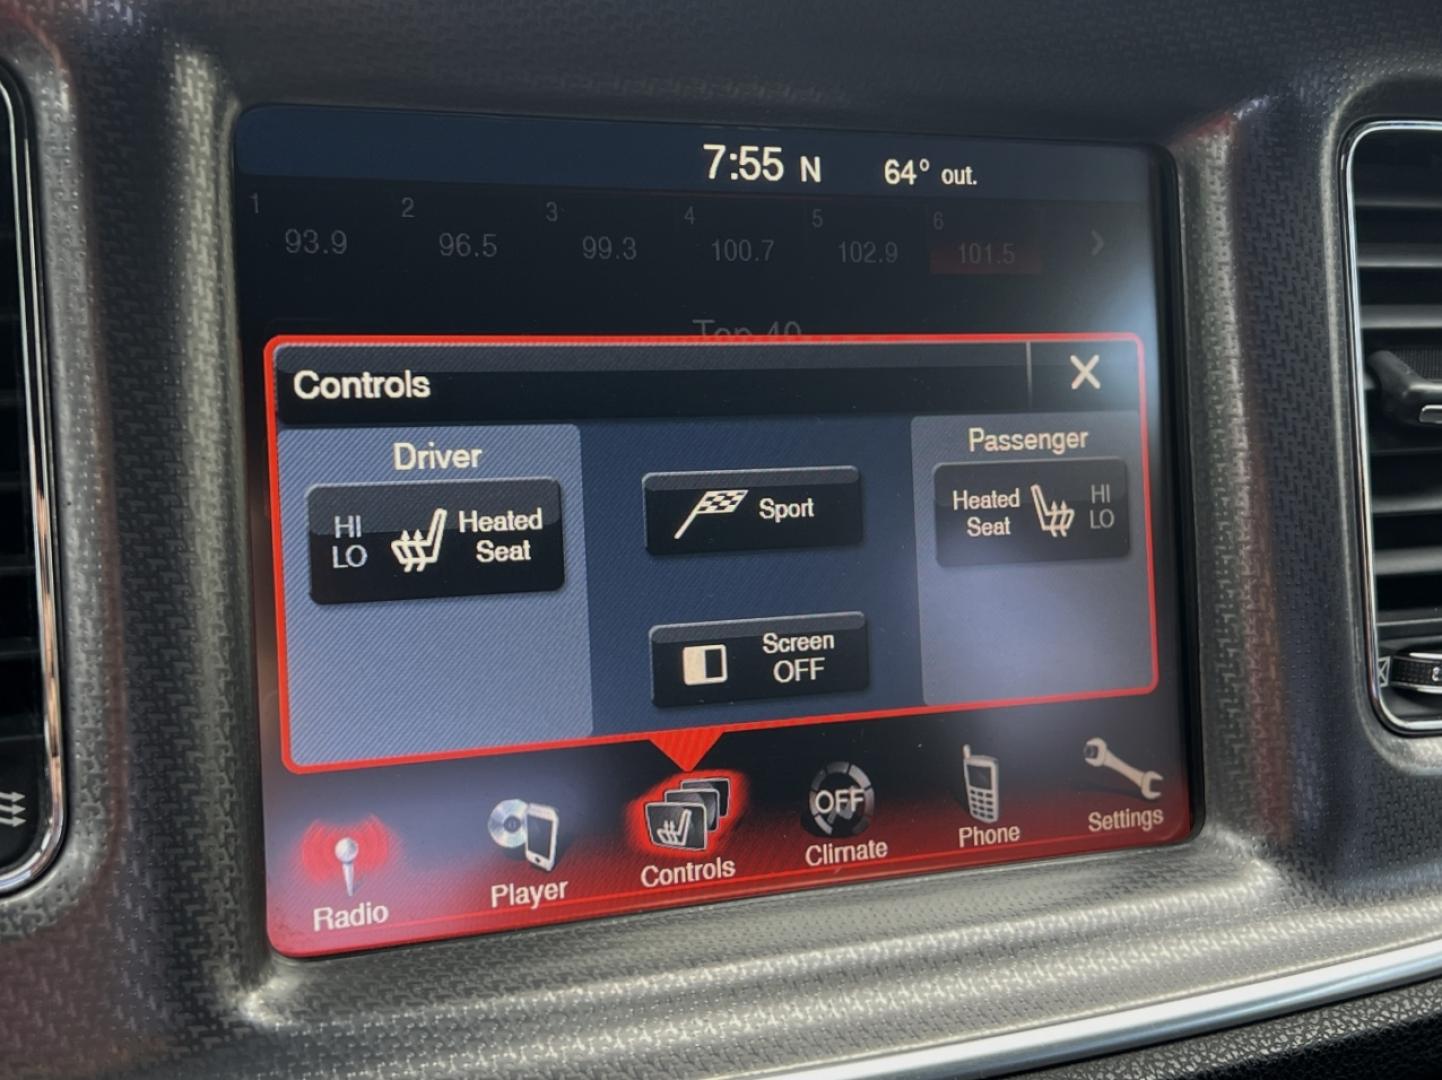 7:55 N 64° out.
1 2 3 4 5 6
93.9 96.5 99.3 100.7 102.9 101.5
Top 40
Controls X
Driver
HI
LO
Heated
Seat
Sport
Screen
OFF
Passenger
Heated
Seat
HI
LO
Radio
Player
Controls
OFF
Climate
Phone
Settings